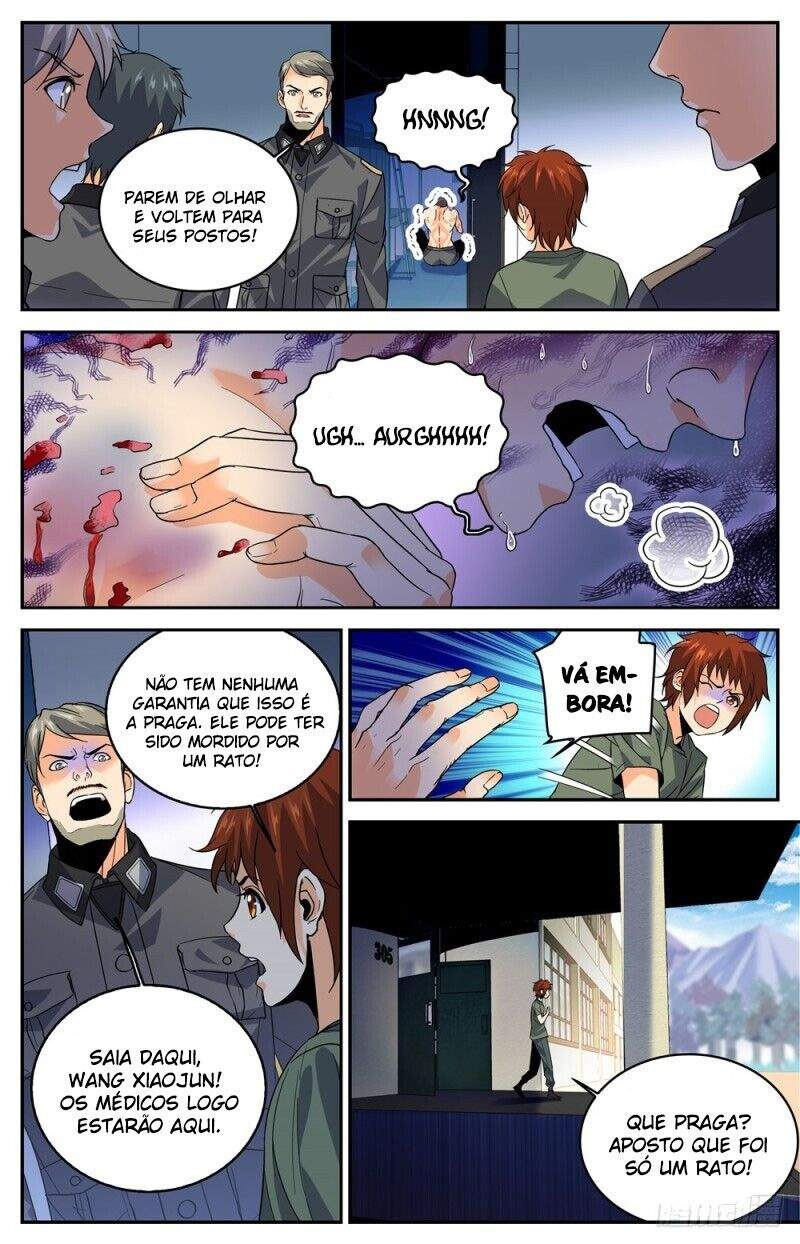 HNNNG!
PAREM DE OLHAR
E VOLTEM PARA
SEUS POSTOS!
UGH... AURGHHHH!
NÃO TEM NENHUMA
GARANTIA QUE ISSO É
A PRAGA. ELE PODE TER
SIDO MORDIDO POR
UM RATO!
SAIA DAQUI,
WANG XIAOJUN!
OS MÉDICOS LOGO
ESTARÃO AQUI.
VÁ EM-
BORA!
305
QUE PRAGA?
APOSTO QUE FOI
SÓ UM RATO!